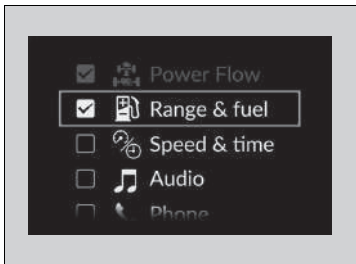 Power Flow
Range & fuel
Speed & time
Audio
Phone